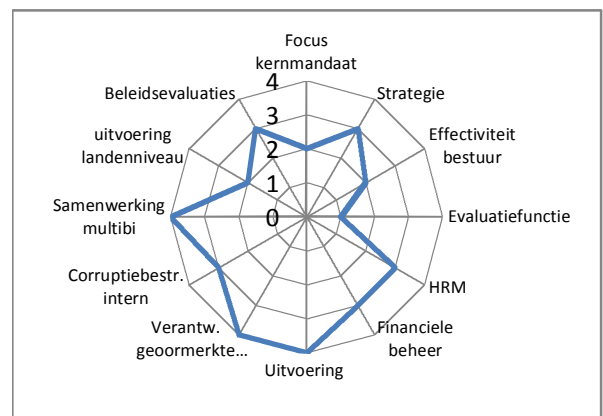 Focus
kernmandaat
Strategie
Effectiviteit
bestuur
Evaluatiefunctie
HRM
Financiele
beheer
Uitvoering
Verantw.
geoormerkte...
Corruptiebestr.
intern
Samenwerking
multibi
uitvoering
landenniveau
Beleidsevaluaties
4
3
2
1
0